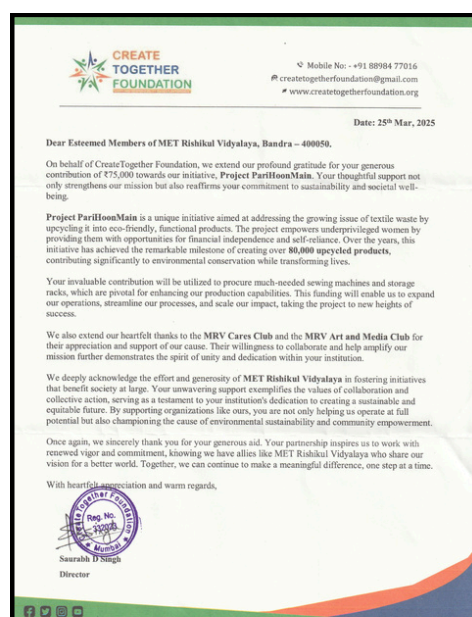 CREATE
TOGETHER
FOUNDATION
Mobile No: - +91 88984 77016
createtogetherfoundation@gmail.com
www.createtogetherfoundation.org
Date: 25th Mar, 2025
Dear Esteemed Members of MET Rishikul Vidyalaya, Bandra – 400050.
On behalf of CreateTogether Foundation, we extend our profound gratitude for your generous
contribution of ₹75,000 towards our initiative, Project PariHoonMain. Your thoughtful support not
only strengthens our mission but also reaffirms your commitment to sustainability and societal well-
being.
Project PariHoonMain is a unique initiative aimed at addressing the growing issue of textile waste by
upcycling it into eco-friendly, functional products. The project empowers underprivileged women by
providing them with opportunities for financial independence and self-reliance. Over the years, this
initiative has achieved the remarkable milestone of creating over 80,000 upcycled products,
contributing significantly to environmental conservation while transforming lives.
Your invaluable contribution will be utilized to procure much-needed sewing machines and storage
racks, which are pivotal for enhancing our production capabilities. This funding will enable us to expand
our operations, streamline our processes, and scale our impact, taking the project to new heights of
success.
We also extend our heartfelt thanks to the MRV Cares Club and the MRV Art and Media Club for
their appreciation and support of our cause. Their willingness to collaborate and help amplify our
mission further demonstrates the spirit of unity and dedication within your institution.
We deeply acknowledge the effort and generosity of MET Rishikul Vidyalaya in fostering initiatives
that benefit society at large. Your unwavering support exemplifies the values of collaboration and
collective action, serving as a testament to your institution's dedication to creating a sustainable and
equitable future. By supporting organizations like ours, you are not only helping us operate at full
potential but also championing the cause of environmental sustainability and community empowerment.
Once again, we sincerely thank you for your generous aid. Your partnership inspires us to work with
renewed vigor and commitment, knowing we have allies like MET Rishikul Vidyalaya who share our
vision for a better world. Together, we can continue to make a meaningful difference, one step at a time.
With heartfelt appreciation and warm regards,
CreateTogether Foundation
Reg. No.
Mumbai
Saurabh D Singh
Director